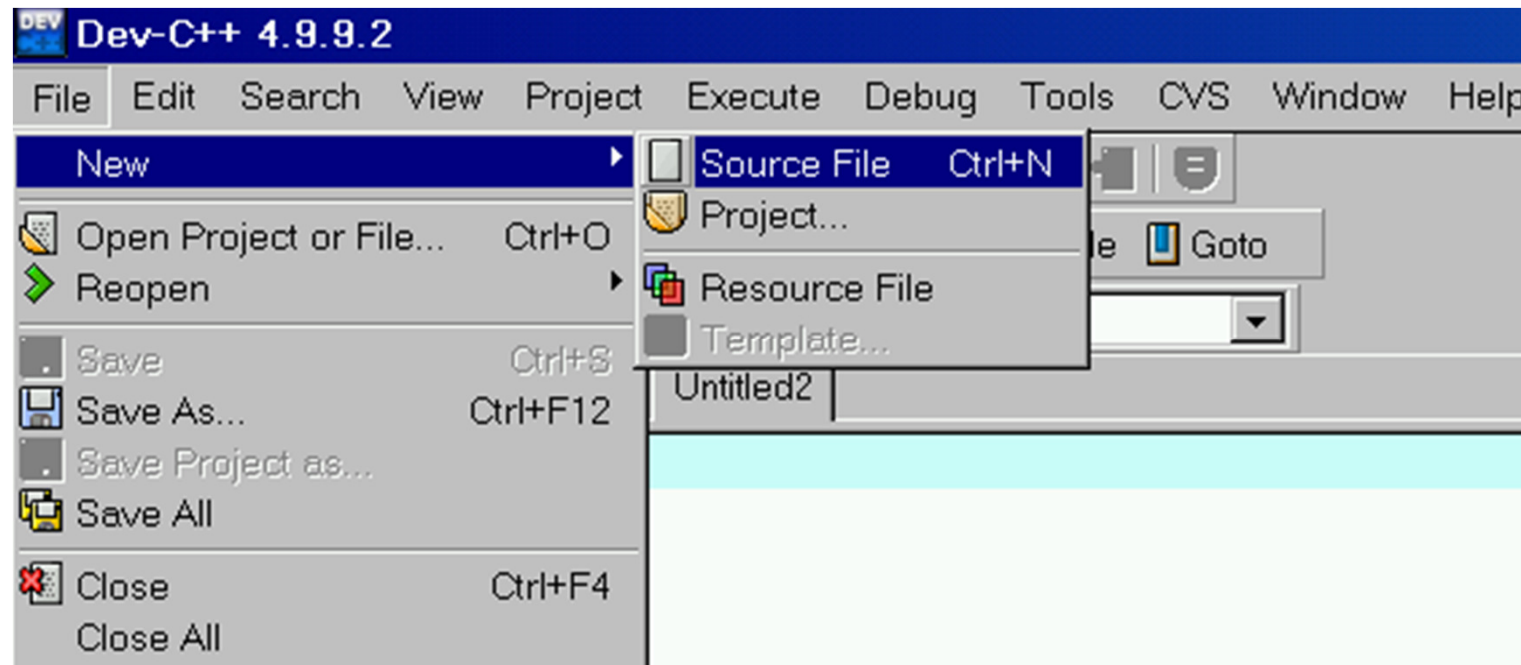 DEV C++ Dev-C++ 4.9.9.2
File Edit Search View Project Execute Debug Tools CVS Window Help
New
Source File Ctrl+N
Project...
Resource File
Template...
Open Project or File... Ctrl+O
Reopen
Save Ctrl+S
Save As... Ctrl+F12
Save Project as...
Save All
Close Ctrl+F4
Close All
Goto
Untitled2